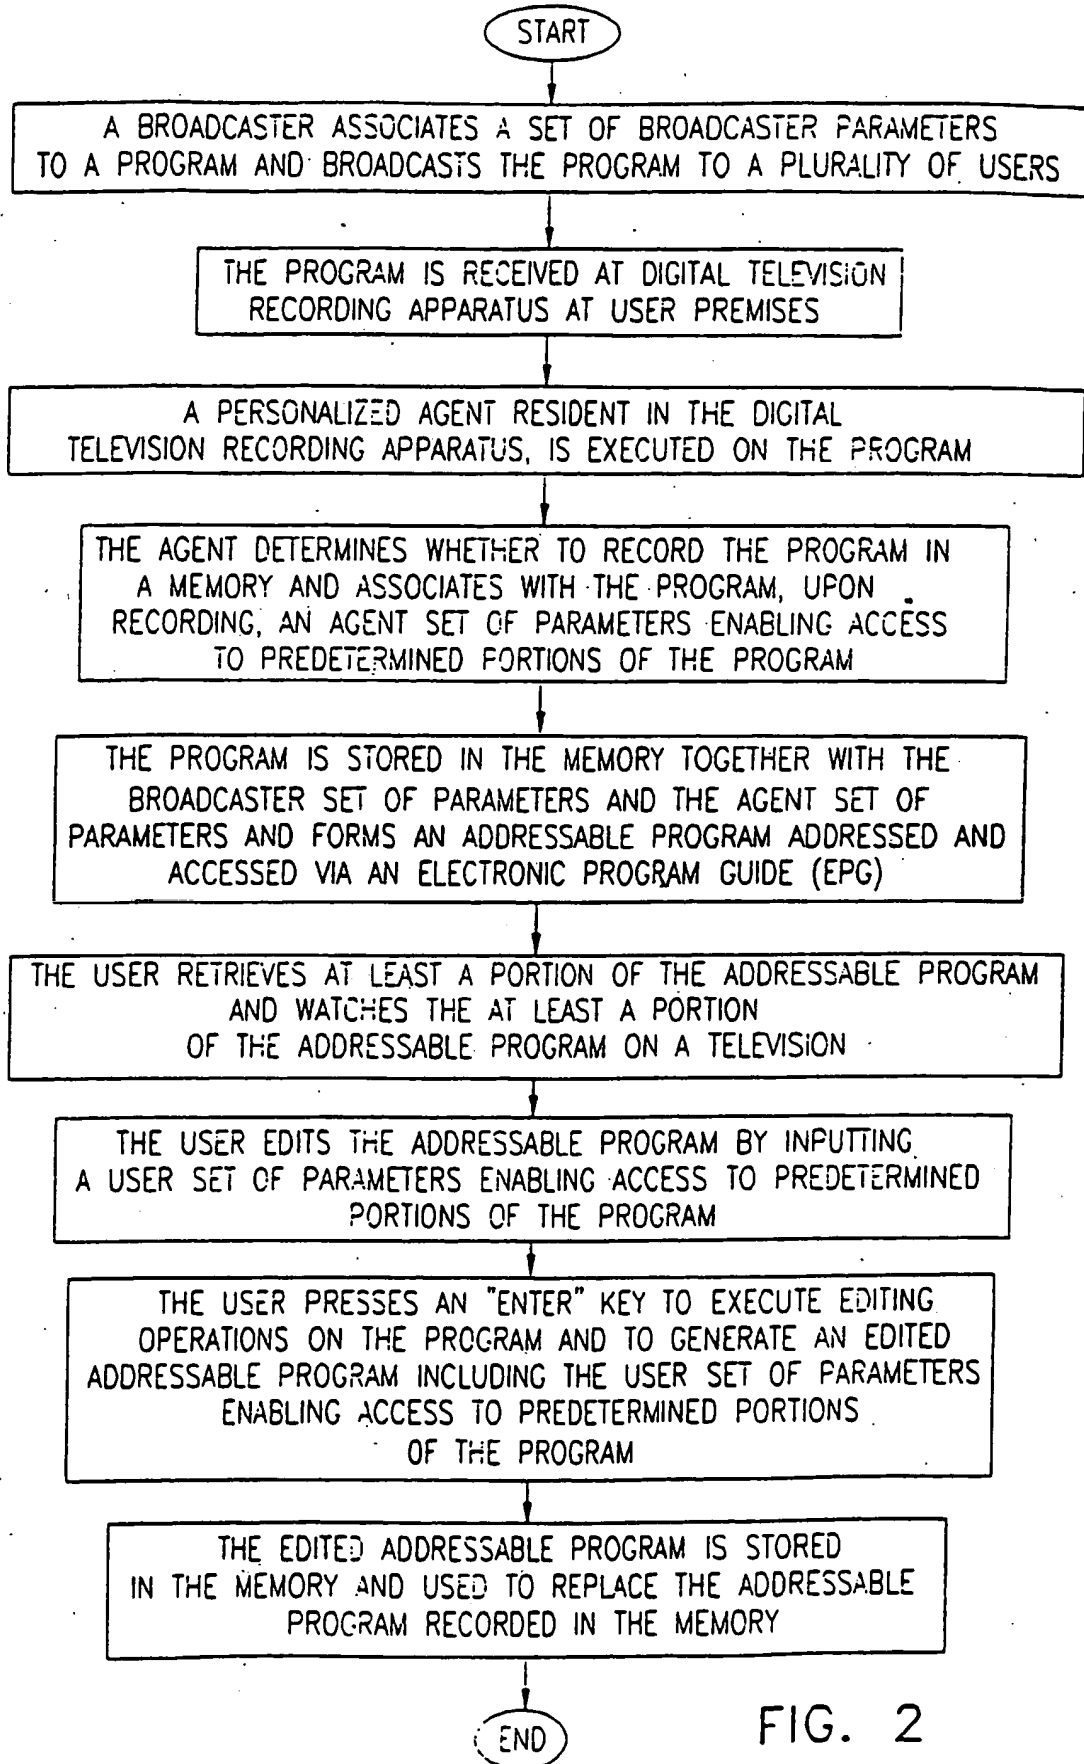 START
A BROADCASTER ASSOCIATES A SET OF BROADCASTER PARAMETERS
TO A PROGRAM AND BROADCASTS THE PROGRAM TO A PLURALITY OF USERS
THE PROGRAM IS RECEIVED AT DIGITAL TELEVISION
RECORDING APPARATUS AT USER PREMISES
A PERSONALIZED AGENT RESIDENT IN THE DIGITAL
TELEVISION RECORDING APPARATUS, IS EXECUTED ON THE PROGRAM
THE AGENT DETERMINES WHETHER TO RECORD THE PROGRAM IN
A MEMORY AND ASSOCIATES WITH THE PROGRAM, UPON
RECORDING, AN AGENT SET OF PARAMETERS ENABLING ACCESS
TO PREDETERMINED PORTIONS OF THE PROGRAM
THE PROGRAM IS STORED IN THE MEMORY TOGETHER WITH THE
BROADCASTER SET OF PARAMETERS AND THE AGENT SET OF
PARAMETERS AND FORMS AN ADDRESSABLE PROGRAM ADDRESSED AND
ACCESSED VIA AN ELECTRONIC PROGRAM GUIDE (EPG)
THE USER RETRIEVES AT LEAST A PORTION OF THE ADDRESSABLE PROGRAM
AND WATCHES THE AT LEAST A PORTION
OF THE ADDRESSABLE PROGRAM ON A TELEVISION
THE USER EDITS THE ADDRESSABLE PROGRAM BY INPUTTING
A USER SET OF PARAMETERS ENABLING ACCESS TO PREDETERMINED
PORTIONS OF THE PROGRAM
THE USER PRESSES AN "ENTER" KEY TO EXECUTE EDITING
OPERATIONS ON THE PROGRAM AND TO GENERATE AN EDITED
ADDRESSABLE PROGRAM INCLUDING THE USER SET OF PARAMETERS
ENABLING ACCESS TO PREDETERMINED PORTIONS
OF THE PROGRAM
THE EDITED ADDRESSABLE PROGRAM IS STORED
IN THE MEMORY AND USED TO REPLACE THE ADDRESSABLE
PROGRAM RECORDED IN THE MEMORY
END
FIG. 2